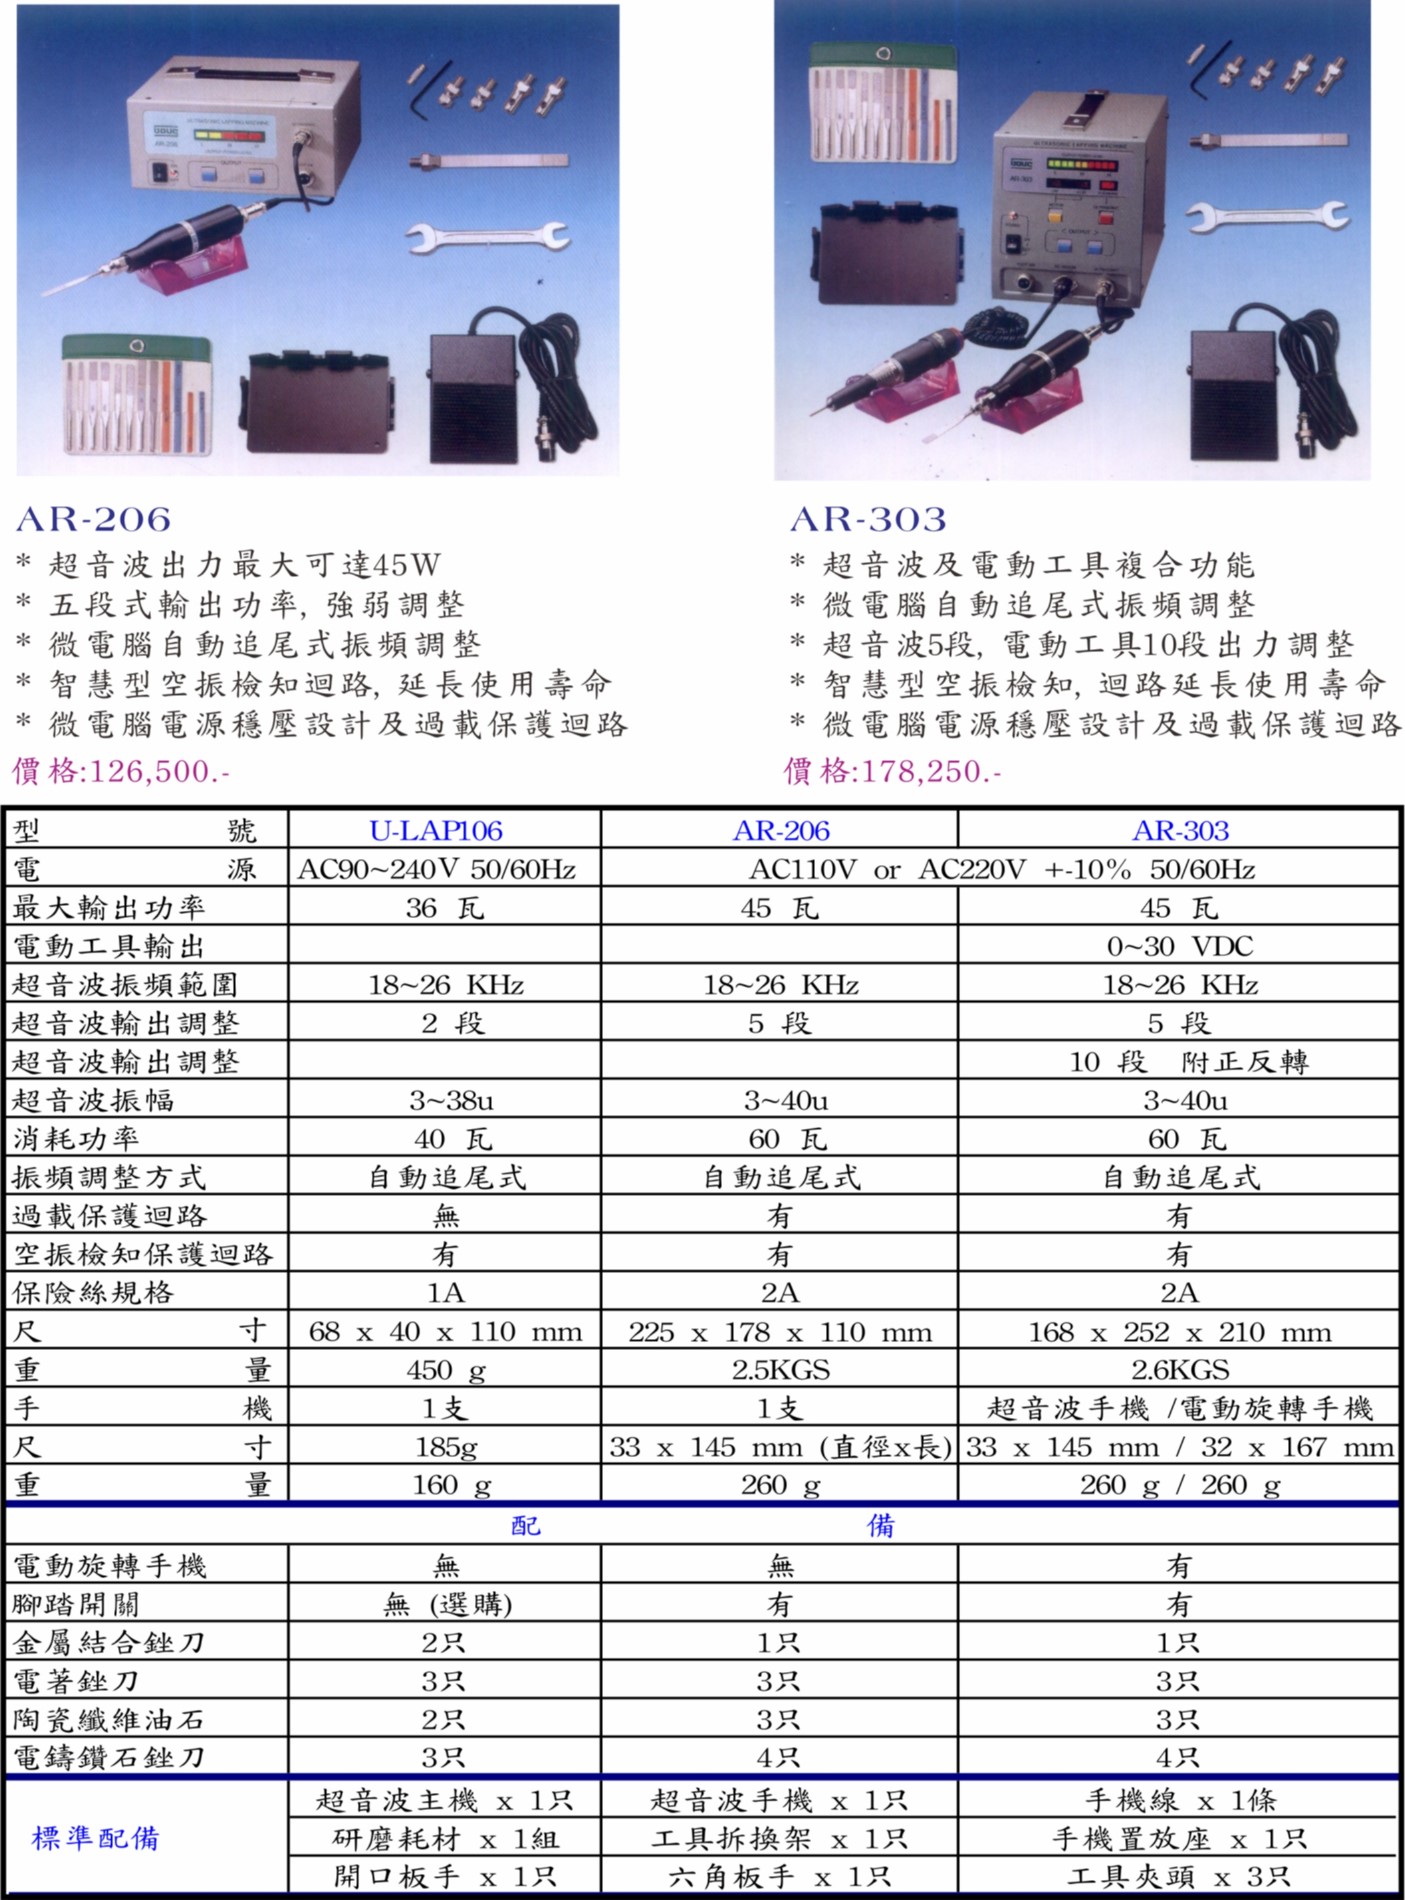 ULTRASONIC LAPPING MACHINE
UDUC
AR-206
OUTPUT
ULTRASONIC LAPPING MACHINE
UDUC
AR-303
OUTPUT
AR-206
* 超音波出力最大可達45W
* 五段式輸出功率, 強弱調整
* 微電腦自動追尾式振頻調整
* 智慧型空振檢知迴路, 延長使用壽命
* 微電腦電源穩壓設計及過載保護迴路
價格:126,500.-
AR-303
* 超音波及電動工具複合功能
* 微電腦自動追尾式振頻調整
* 超音波5段, 電動工具10段出力調整
* 智慧型空振檢知, 迴路延長使用壽命
* 微電腦電源穩壓設計及過載保護迴路
價格:178,250.-
型 號 U-LAP106 AR-206 AR-303
電 源 AC90~240V 50/60Hz AC110V or AC220V +-10% 50/60Hz
最大輸出功率 36 瓦 45 瓦 45 瓦
電動工具輸出 0~30 VDC
超音波振頻範圍 18~26 KHz 18~26 KHz 18~26 KHz
超音波輸出調整 2 段 5 段 5 段
超音波輸出調整 10 段 附正反轉
超音波振幅 3~38u 3~40u 3~40u
消耗功率 40 瓦 60 瓦 60 瓦
振頻調整方式 自動追尾式 自動追尾式 自動追尾式
過載保護迴路 無 有 有
空振檢知保護迴路 有 有 有
保險絲規格 1A 2A 2A
尺 寸 68 x 40 x 110 mm 225 x 178 x 110 mm 168 x 252 x 210 mm
重 量 450 g 2.5KGS 2.6KGS
手 機 1支 1支 超音波手機 /電動旋轉手機
尺 寸 185g 33 x 145 mm (直徑x長) 33 x 145 mm / 32 x 167 mm
重 量 160 g 260 g 260 g / 260 g
配 備
電動旋轉手機 無 無 有
腳踏開關 無 (選購) 有 有
金屬結合銼刀 2只 1只 1只
電著銼刀 3只 3只 3只
陶瓷纖維油石 2只 3只 3只
電鑄鑽石銼刀 3只 4只 4只
標準配備
超音波主機 x 1只 超音波手機 x 1只 手機線 x 1條
研磨耗材 x 1組 工具拆換架 x 1只 手機置放座 x 1只
開口板手 x 1只 六角板手 x 1只 工具夾頭 x 3只